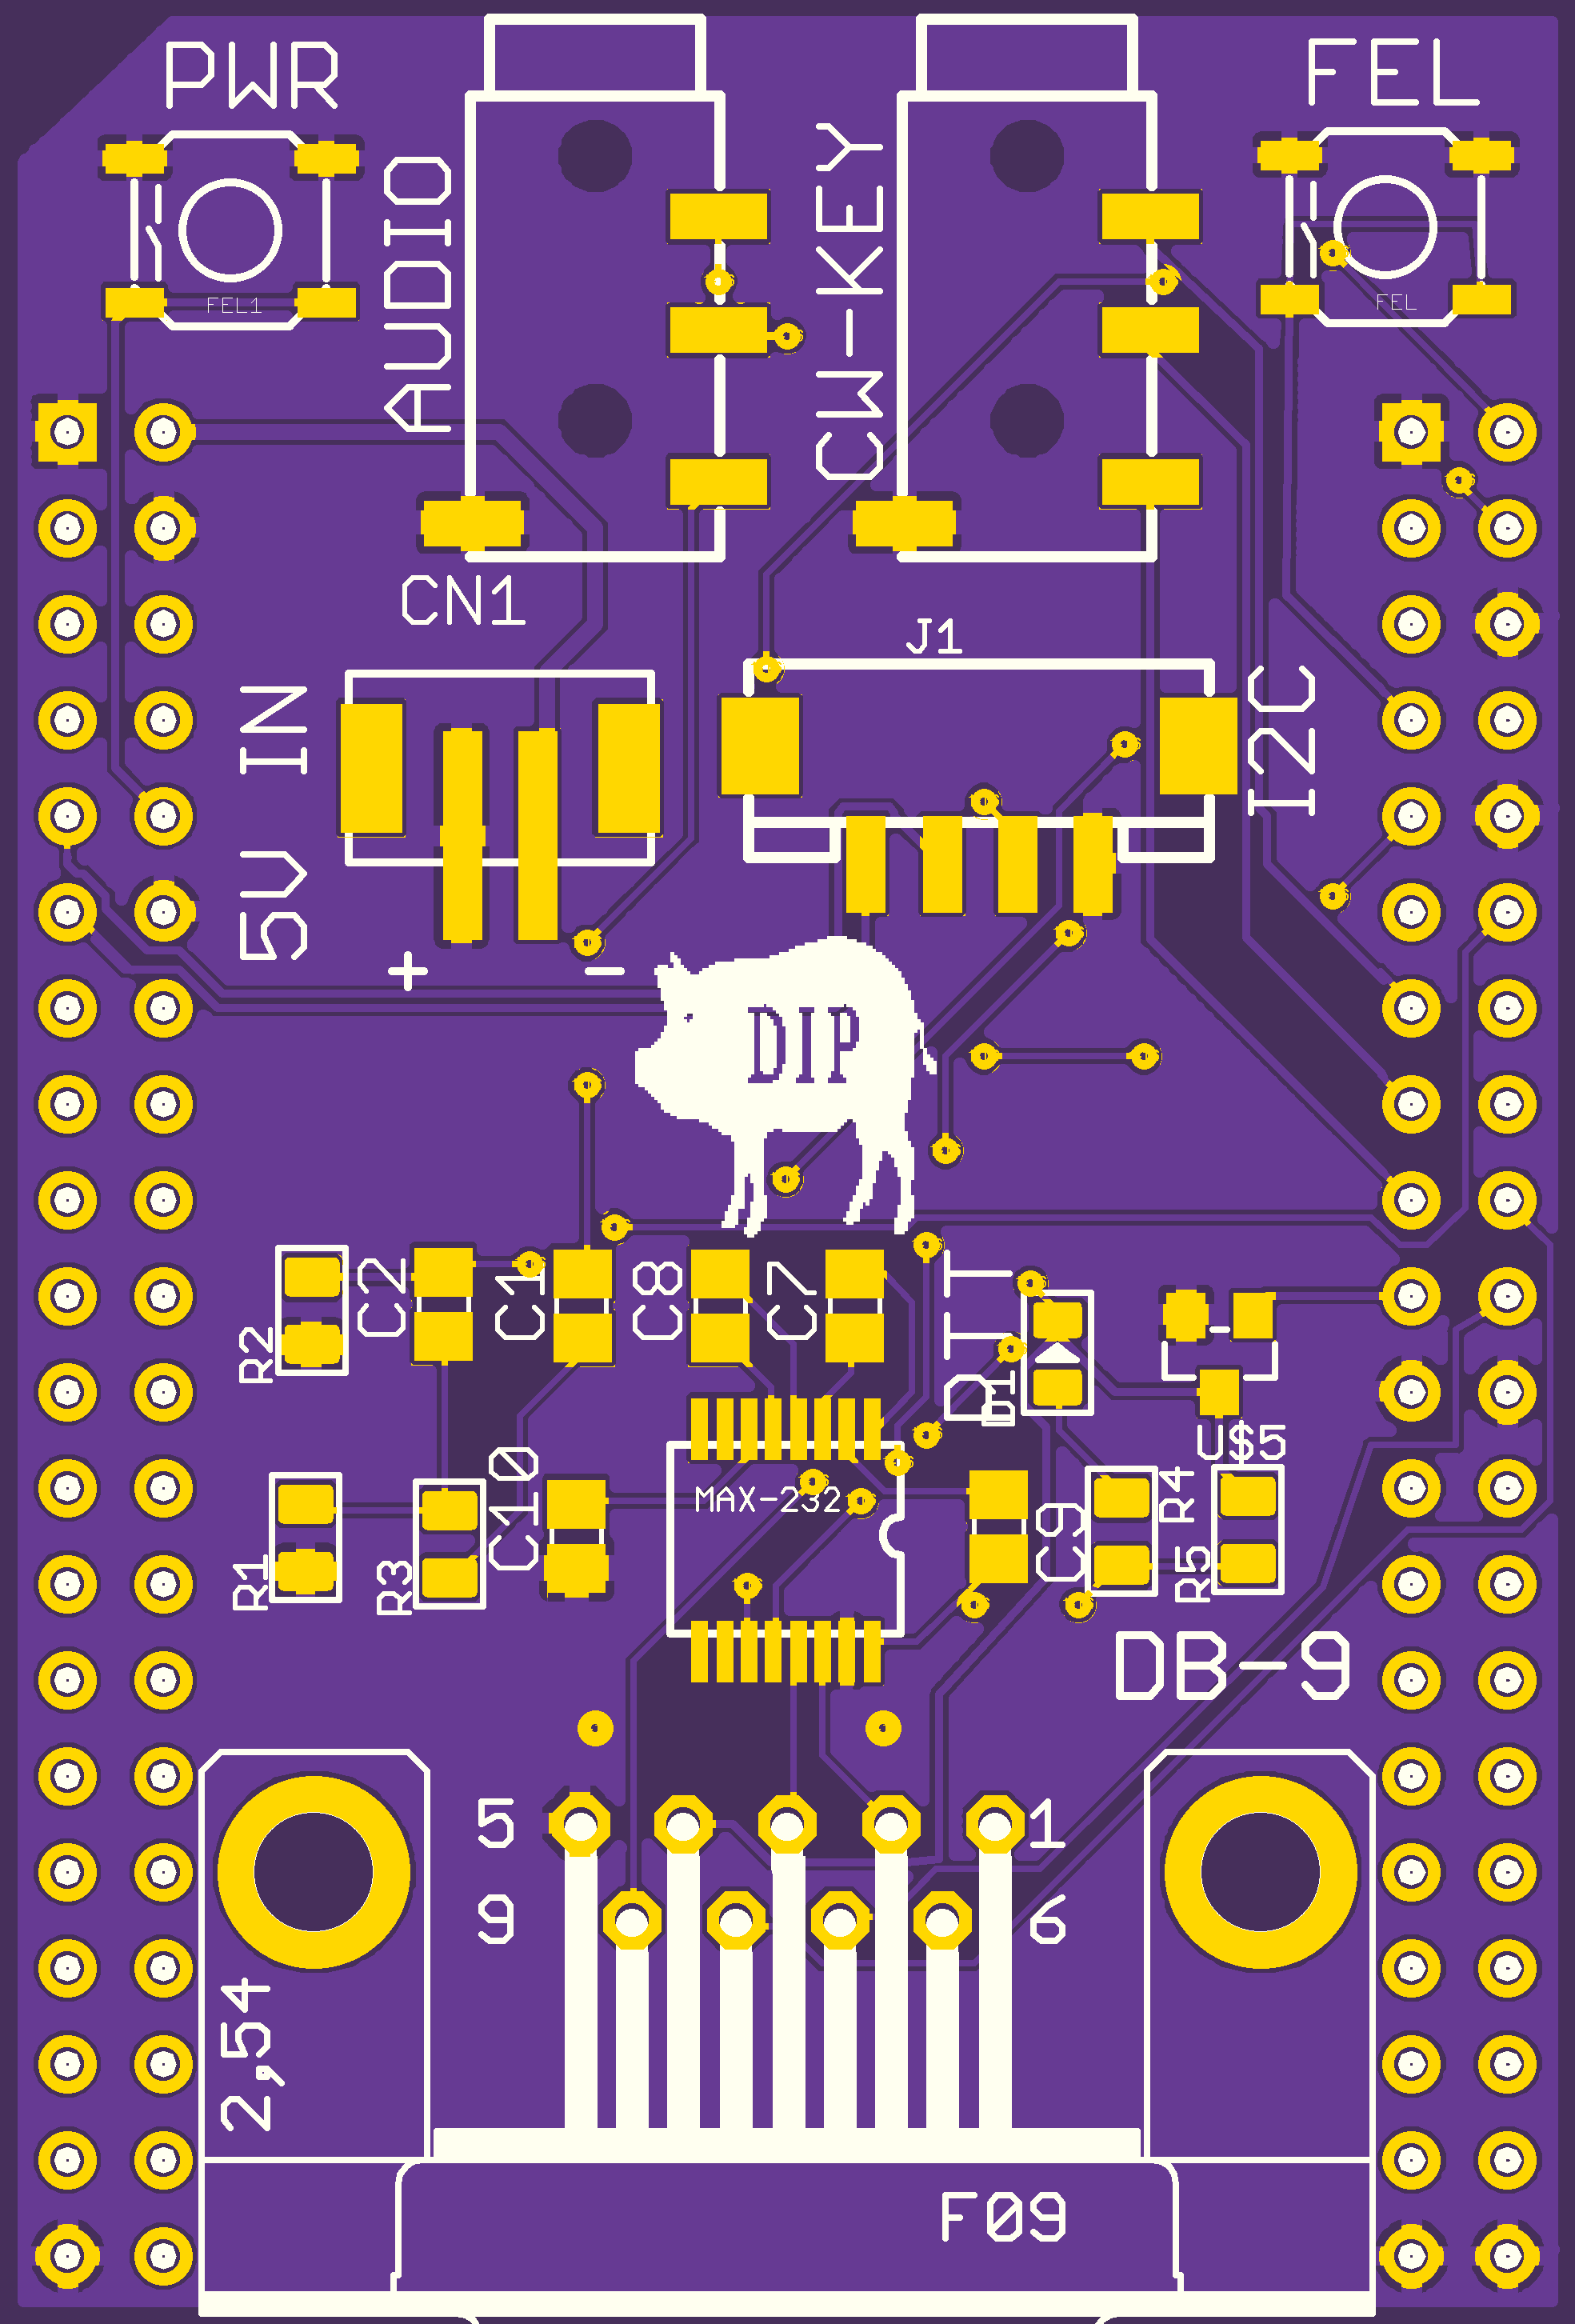 PWR
FEL
AUDIO
CW-KEY
FEL1
FEL
CN1
J1
5V IN
I2C
+ -
DIP
C2
C1
C8
C7
PTT
D1
R2
U$5
MAX-232
C10
C9
R4
R1
R3
R5
DB-9
5
1
9
6
2,54
F09